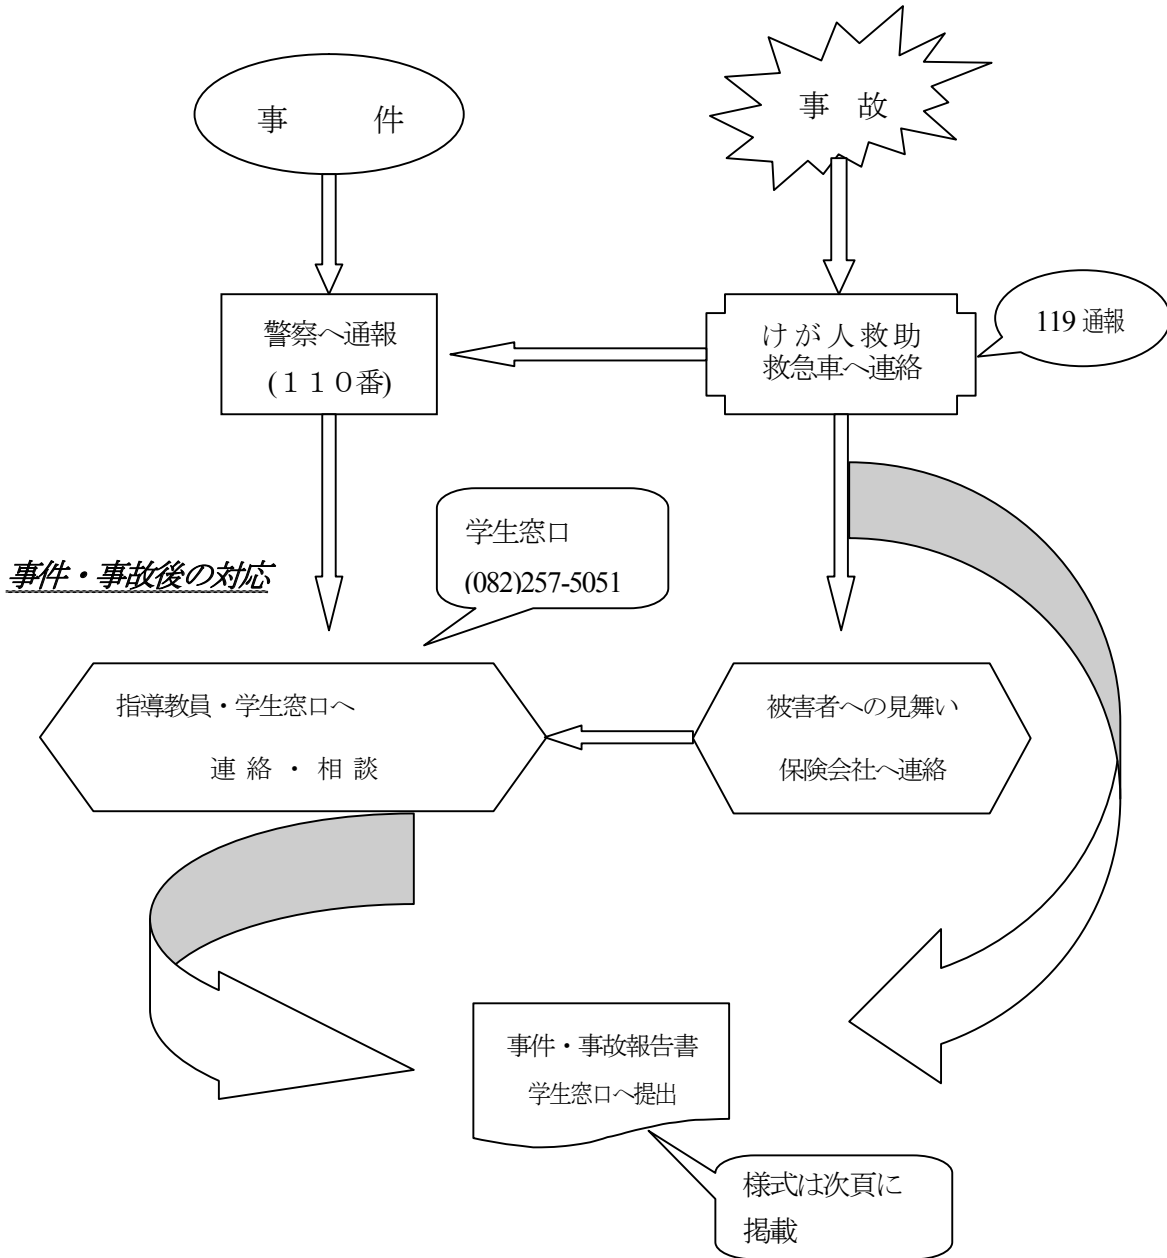 事 件
事 故
警察へ通報
(１１０番)
けが人救助
救急車へ連絡
119 通報
学生窓口
(082)257-5051
事件・事故後の対応
指導教員・学生窓口へ
連絡・相談
被害者への見舞い
保険会社へ連絡
事件・事故報告書
学生窓口へ提出
様式は次頁に
掲載